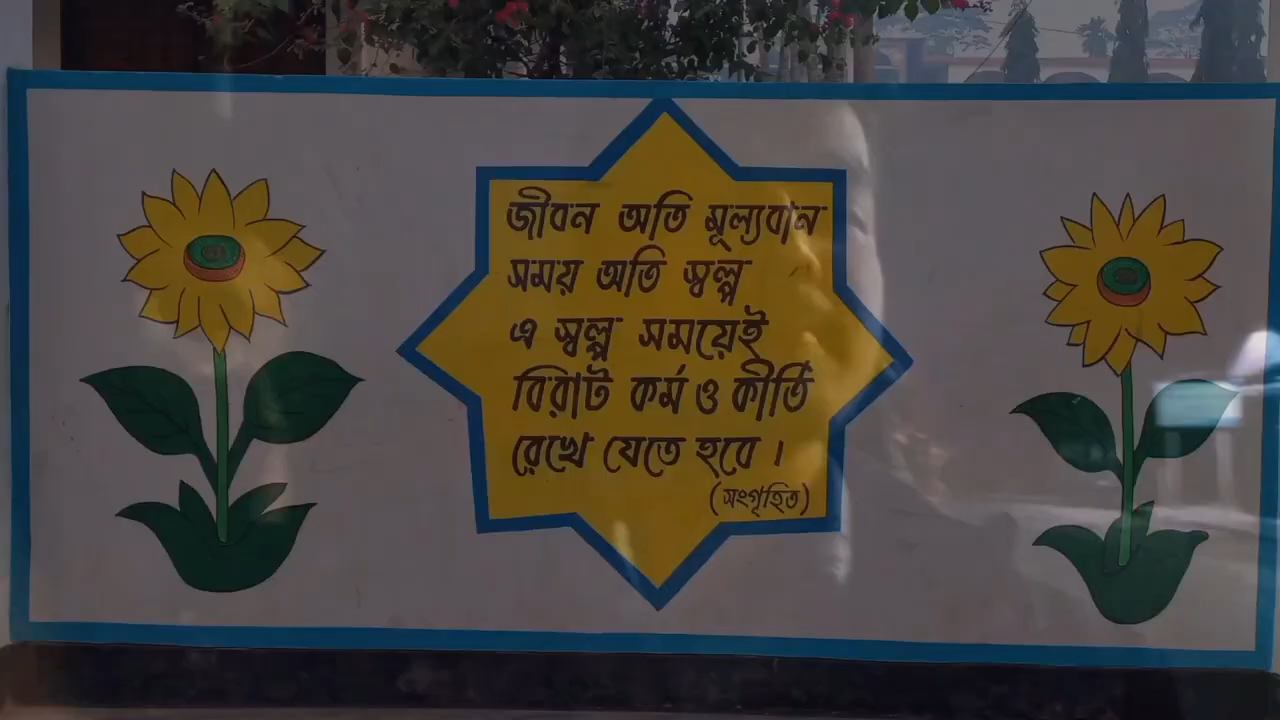 জীবন অতি মূল্যবান
সময় অতি স্বল্প
এ স্বল্প সময়েই
বিরাট কর্ম ও কীর্তি
রেখে যেতে হবে ।
(সংগৃহিত)